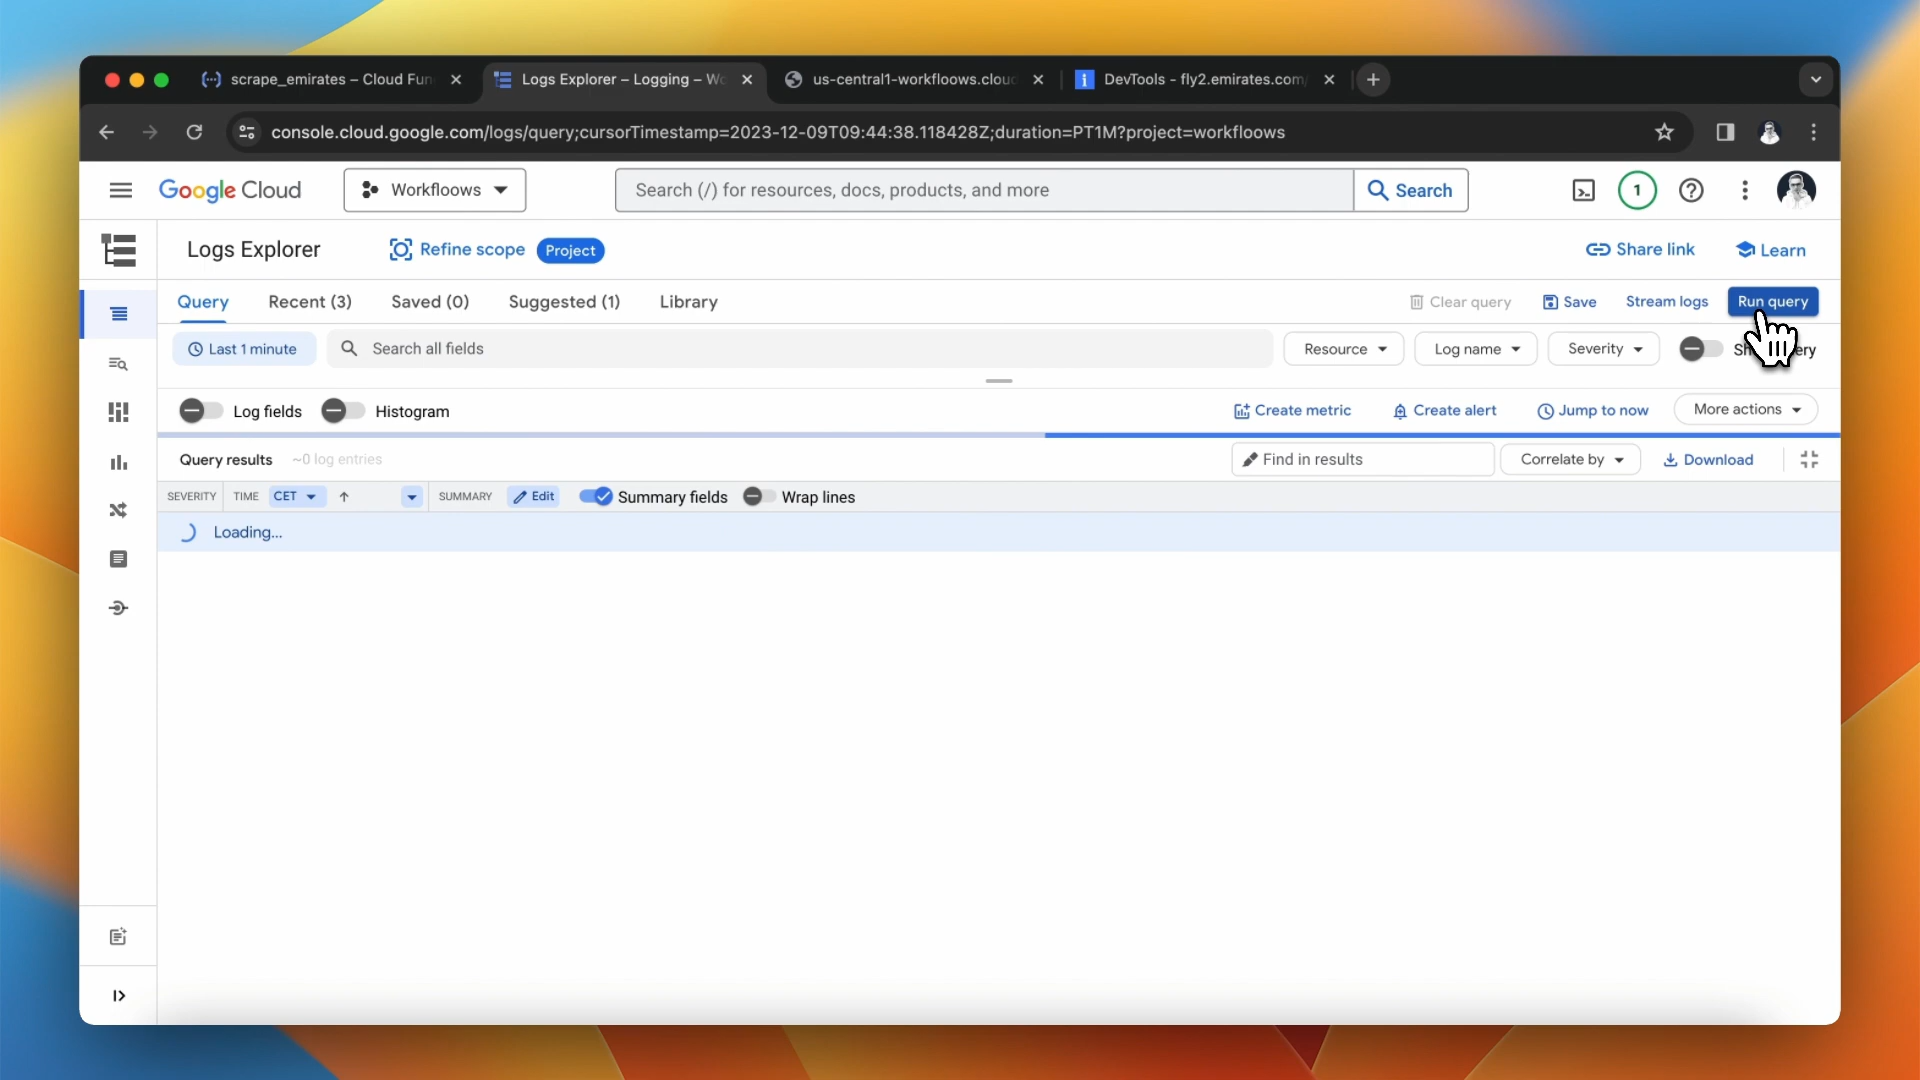 scrape_emirates – Cloud Fun
Logs Explorer – Logging – Wo
us-central1-workfloows.clou
DevTools - fly2.emirates.com/
console.cloud.google.com/logs/query;cursorTimestamp=2023-12-09T09:44:38.118428Z;duration=PT1M?project=workfloows
Google Cloud
Workfloows
Search (/) for resources, docs, products, and more
Search
1
Logs Explorer
Refine scope
Project
Share link
Learn
Query
Recent (3)
Saved (0)
Suggested (1)
Library
Clear query
Save
Stream logs
Run query
Last 1 minute
Search all fields
Resource
Log name
Severity
Log fields
Histogram
Create metric
Create alert
Jump to now
More actions
Query results
~0 log entries
Find in results
Correlate by
Download
SEVERITY
TIME
CET
SUMMARY
Edit
Summary fields
Wrap lines
Loading...